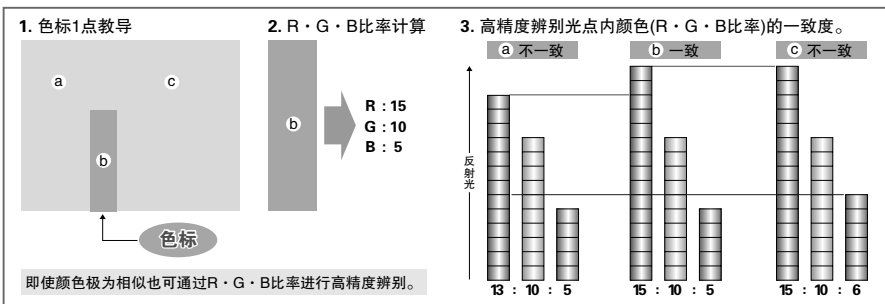 1. 色标1点教导
a
c
b
色标
即使颜色极为相似也可通过R・G・B比率进行高精度辨别。
2. R・G・B比率计算
b
R : 15
G : 10
B : 5
3. 高精度辨别光点内颜色(R・G・B比率)的一致度。
a 不一致
b 一致
c 不一致
反射光
13 : 10 : 5
15 : 10 : 5
15 : 10 : 6